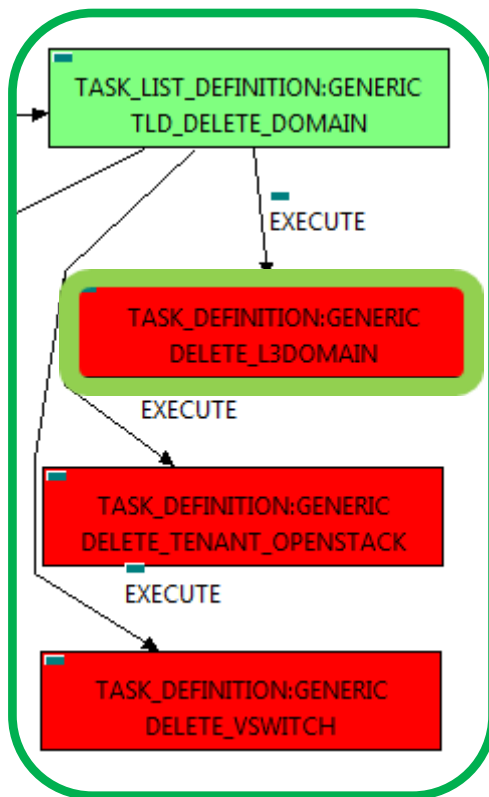 TASK_LIST_DEFINITION:GENERIC
TLD_DELETE_DOMAIN
EXECUTE
TASK_DEFINITION:GENERIC
DELETE_L3DOMAIN
EXECUTE
TASK_DEFINITION:GENERIC
DELETE_TENANT_OPENSTACK
EXECUTE
TASK_DEFINITION:GENERIC
DELETE_VSWITCH